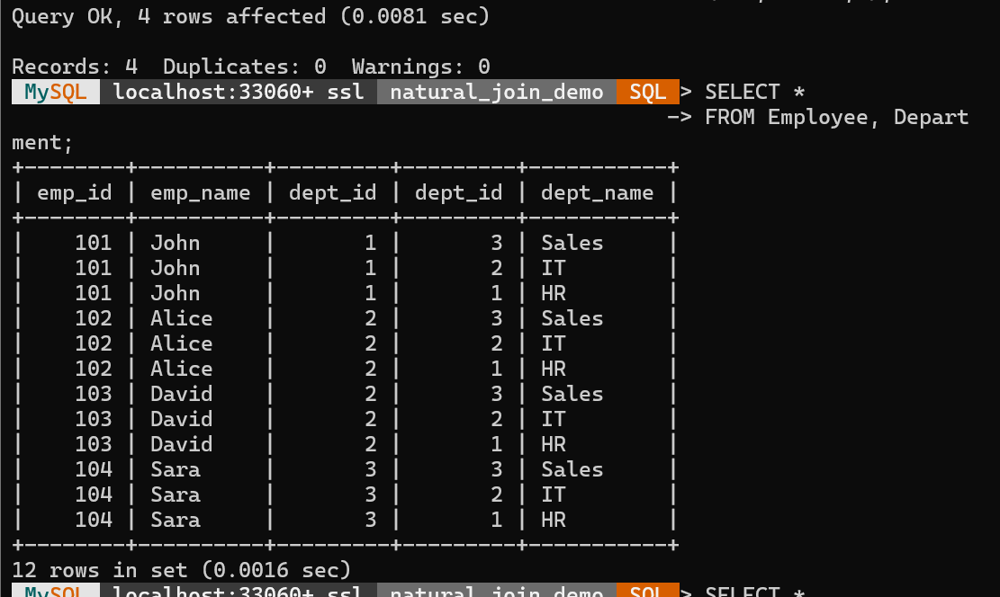 Query OK, 4 rows affected (0.0081 sec)
Records: 4  Duplicates: 0  Warnings: 0
MySQL localhost:33060+ ssl natural_join_demo SQL > SELECT *
-> FROM Employee, Depart
ment;
+--------+----------+---------+---------+-----------+
| emp_id | emp_name | dept_id | dept_id | dept_name |
+--------+----------+---------+---------+-----------+
|    101 | John     |       1 |       3 | Sales     |
|    101 | John     |       1 |       2 | IT        |
|    101 | John     |       1 |       1 | HR        |
|    102 | Alice    |       2 |       3 | Sales     |
|    102 | Alice    |       2 |       2 | IT        |
|    102 | Alice    |       2 |       1 | HR        |
|    103 | David    |       2 |       3 | Sales     |
|    103 | David    |       2 |       2 | IT        |
|    103 | David    |       2 |       1 | HR        |
|    104 | Sara     |       3 |       3 | Sales     |
|    104 | Sara     |       3 |       2 | IT        |
|    104 | Sara     |       3 |       1 | HR        |
+--------+----------+---------+---------+-----------+
12 rows in set (0.0016 sec)
MySQL localhost:33060+ ssl natural_join_demo SQL > SELECT *